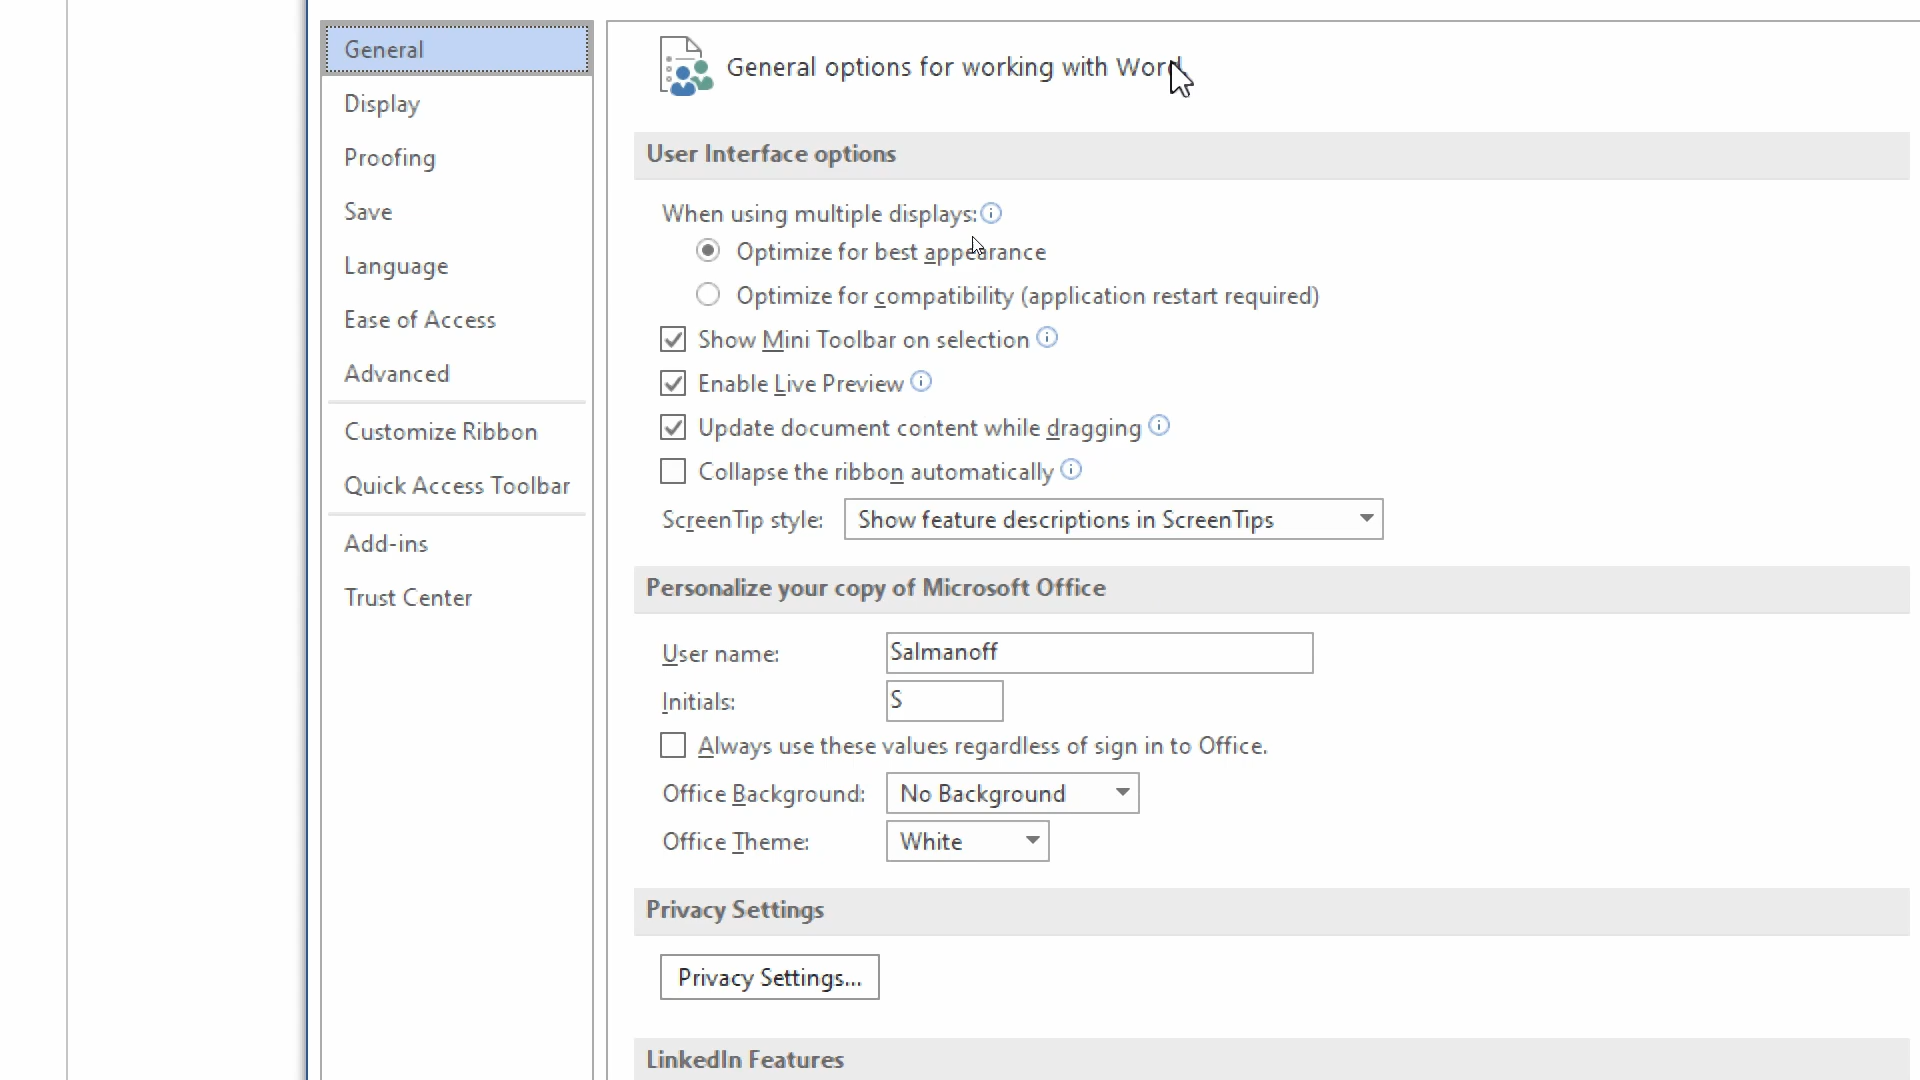 General
Display
Proofing
Save
Language
Ease of Access
Advanced
Customize Ribbon
Quick Access Toolbar
Add-ins
Trust Center
General options for working with Word
User Interface options
When using multiple displays:
Optimize for best appearance
Optimize for compatibility (application restart required)
Show Mini Toolbar on selection
Enable Live Preview
Update document content while dragging
Collapse the ribbon automatically
ScreenTip style: Show feature descriptions in ScreenTips
Personalize your copy of Microsoft Office
User name: Salmanoff
Initials: S
Always use these values regardless of sign in to Office.
Office Background: No Background
Office Theme: White
Privacy Settings
Privacy Settings...
LinkedIn Features